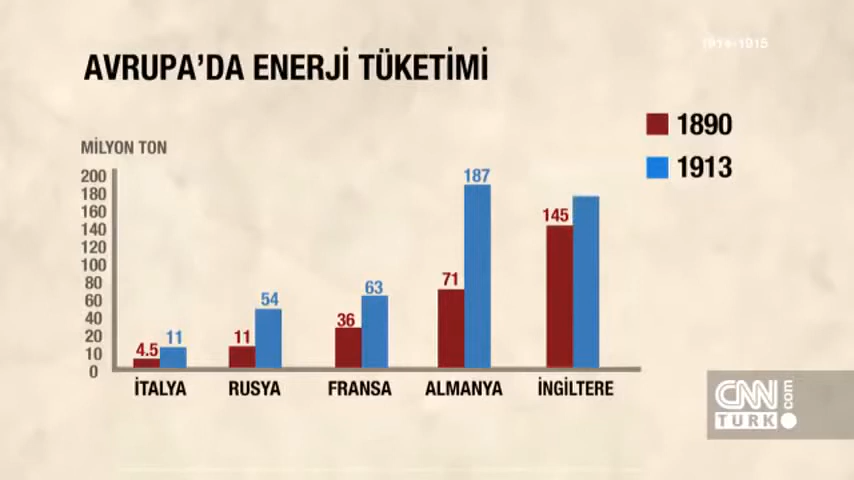 1914-1915
AVRUPA'DA ENERJİ TÜKETİMİ
1890
1913
MİLYON TON
200
180
160
140
120
100
80
60
40
20
10
0
4.5
11
11
54
36
63
71
187
145
İTALYA
RUSYA
FRANSA
ALMANYA
İNGİLTERE
CNN
TURK
.com